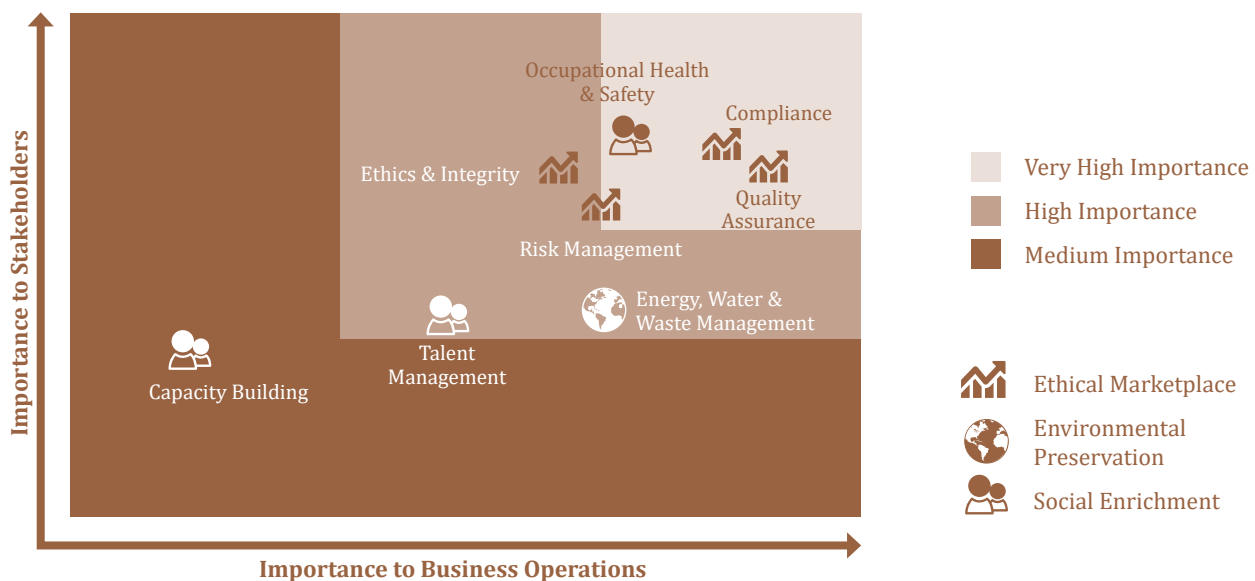 Importance to Stakeholders
Occupational Health
& Safety
Compliance
Ethics & Integrity
Quality
Assurance
Risk Management
Energy, Water &
Waste Management
Talent
Management
Capacity Building
Importance to Business Operations
Very High Importance
High Importance
Medium Importance
Ethical Marketplace
Environmental
Preservation
Social Enrichment